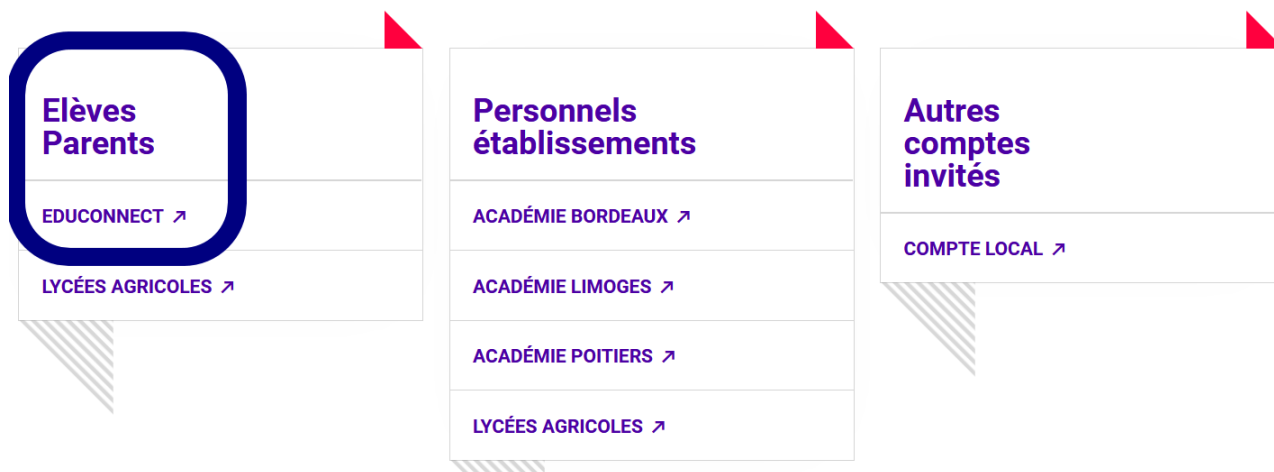 Elèves
Parents
EDUCONNECT
LYCÉES AGRICOLES
Personnels
établissements
ACADÉMIE BORDEAUX
ACADÉMIE LIMOGES
ACADÉMIE POITIERS
LYCÉES AGRICOLES
Autres
comptes
invités
COMPTE LOCAL